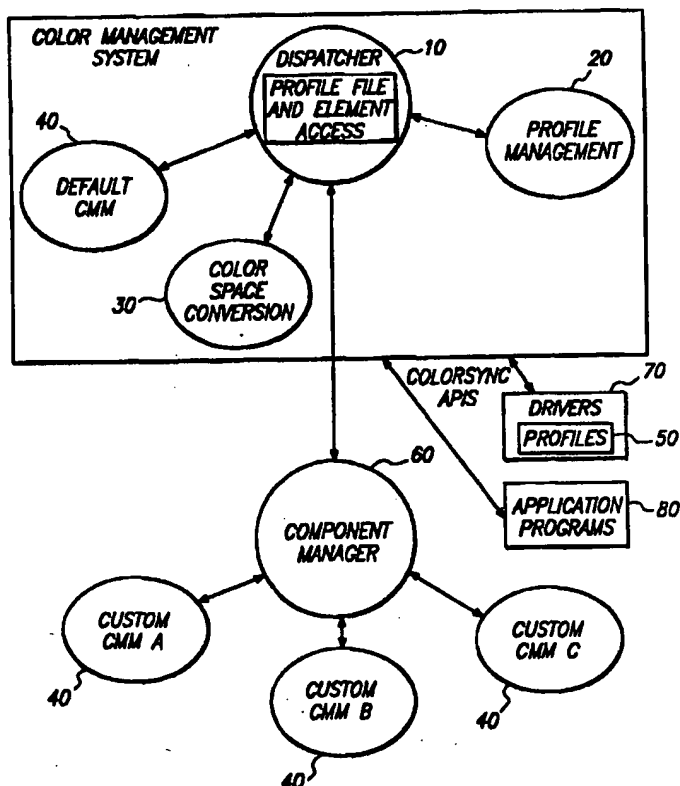 COLOR MANAGEMENT
SYSTEM
DISPATCHER
10
PROFILE FILE
AND ELEMENT
ACCESS
20
PROFILE
MANAGEMENT
40
DEFAULT
CMM
COLOR
SPACE
CONVERSION
30
COLORSYNC
APIS
70
DRIVERS
PROFILES
50
60
APPLICATION
PROGRAMS
80
COMPONENT
MANAGER
CUSTOM
CMM A
40
CUSTOM
CMM B
40
CUSTOM
CMM C
40